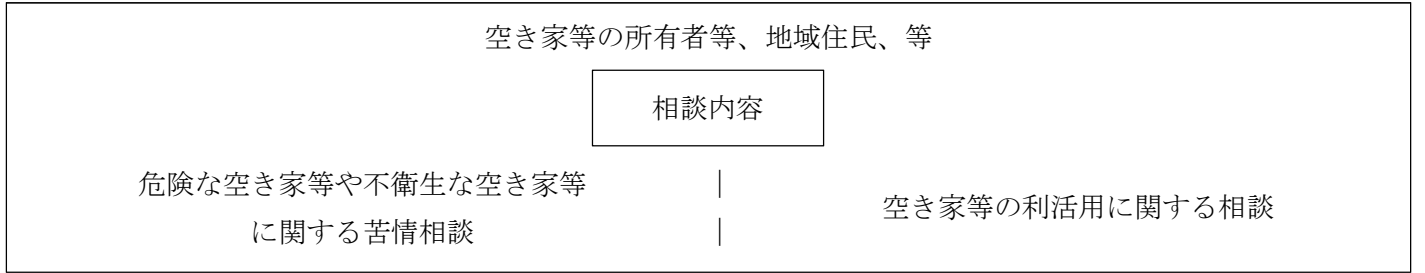 空き家等の所有者等、地域住民、等
相談内容
危険な空き家等や不衛生な空き家等
に関する苦情相談
空き家等の利活用に関する相談